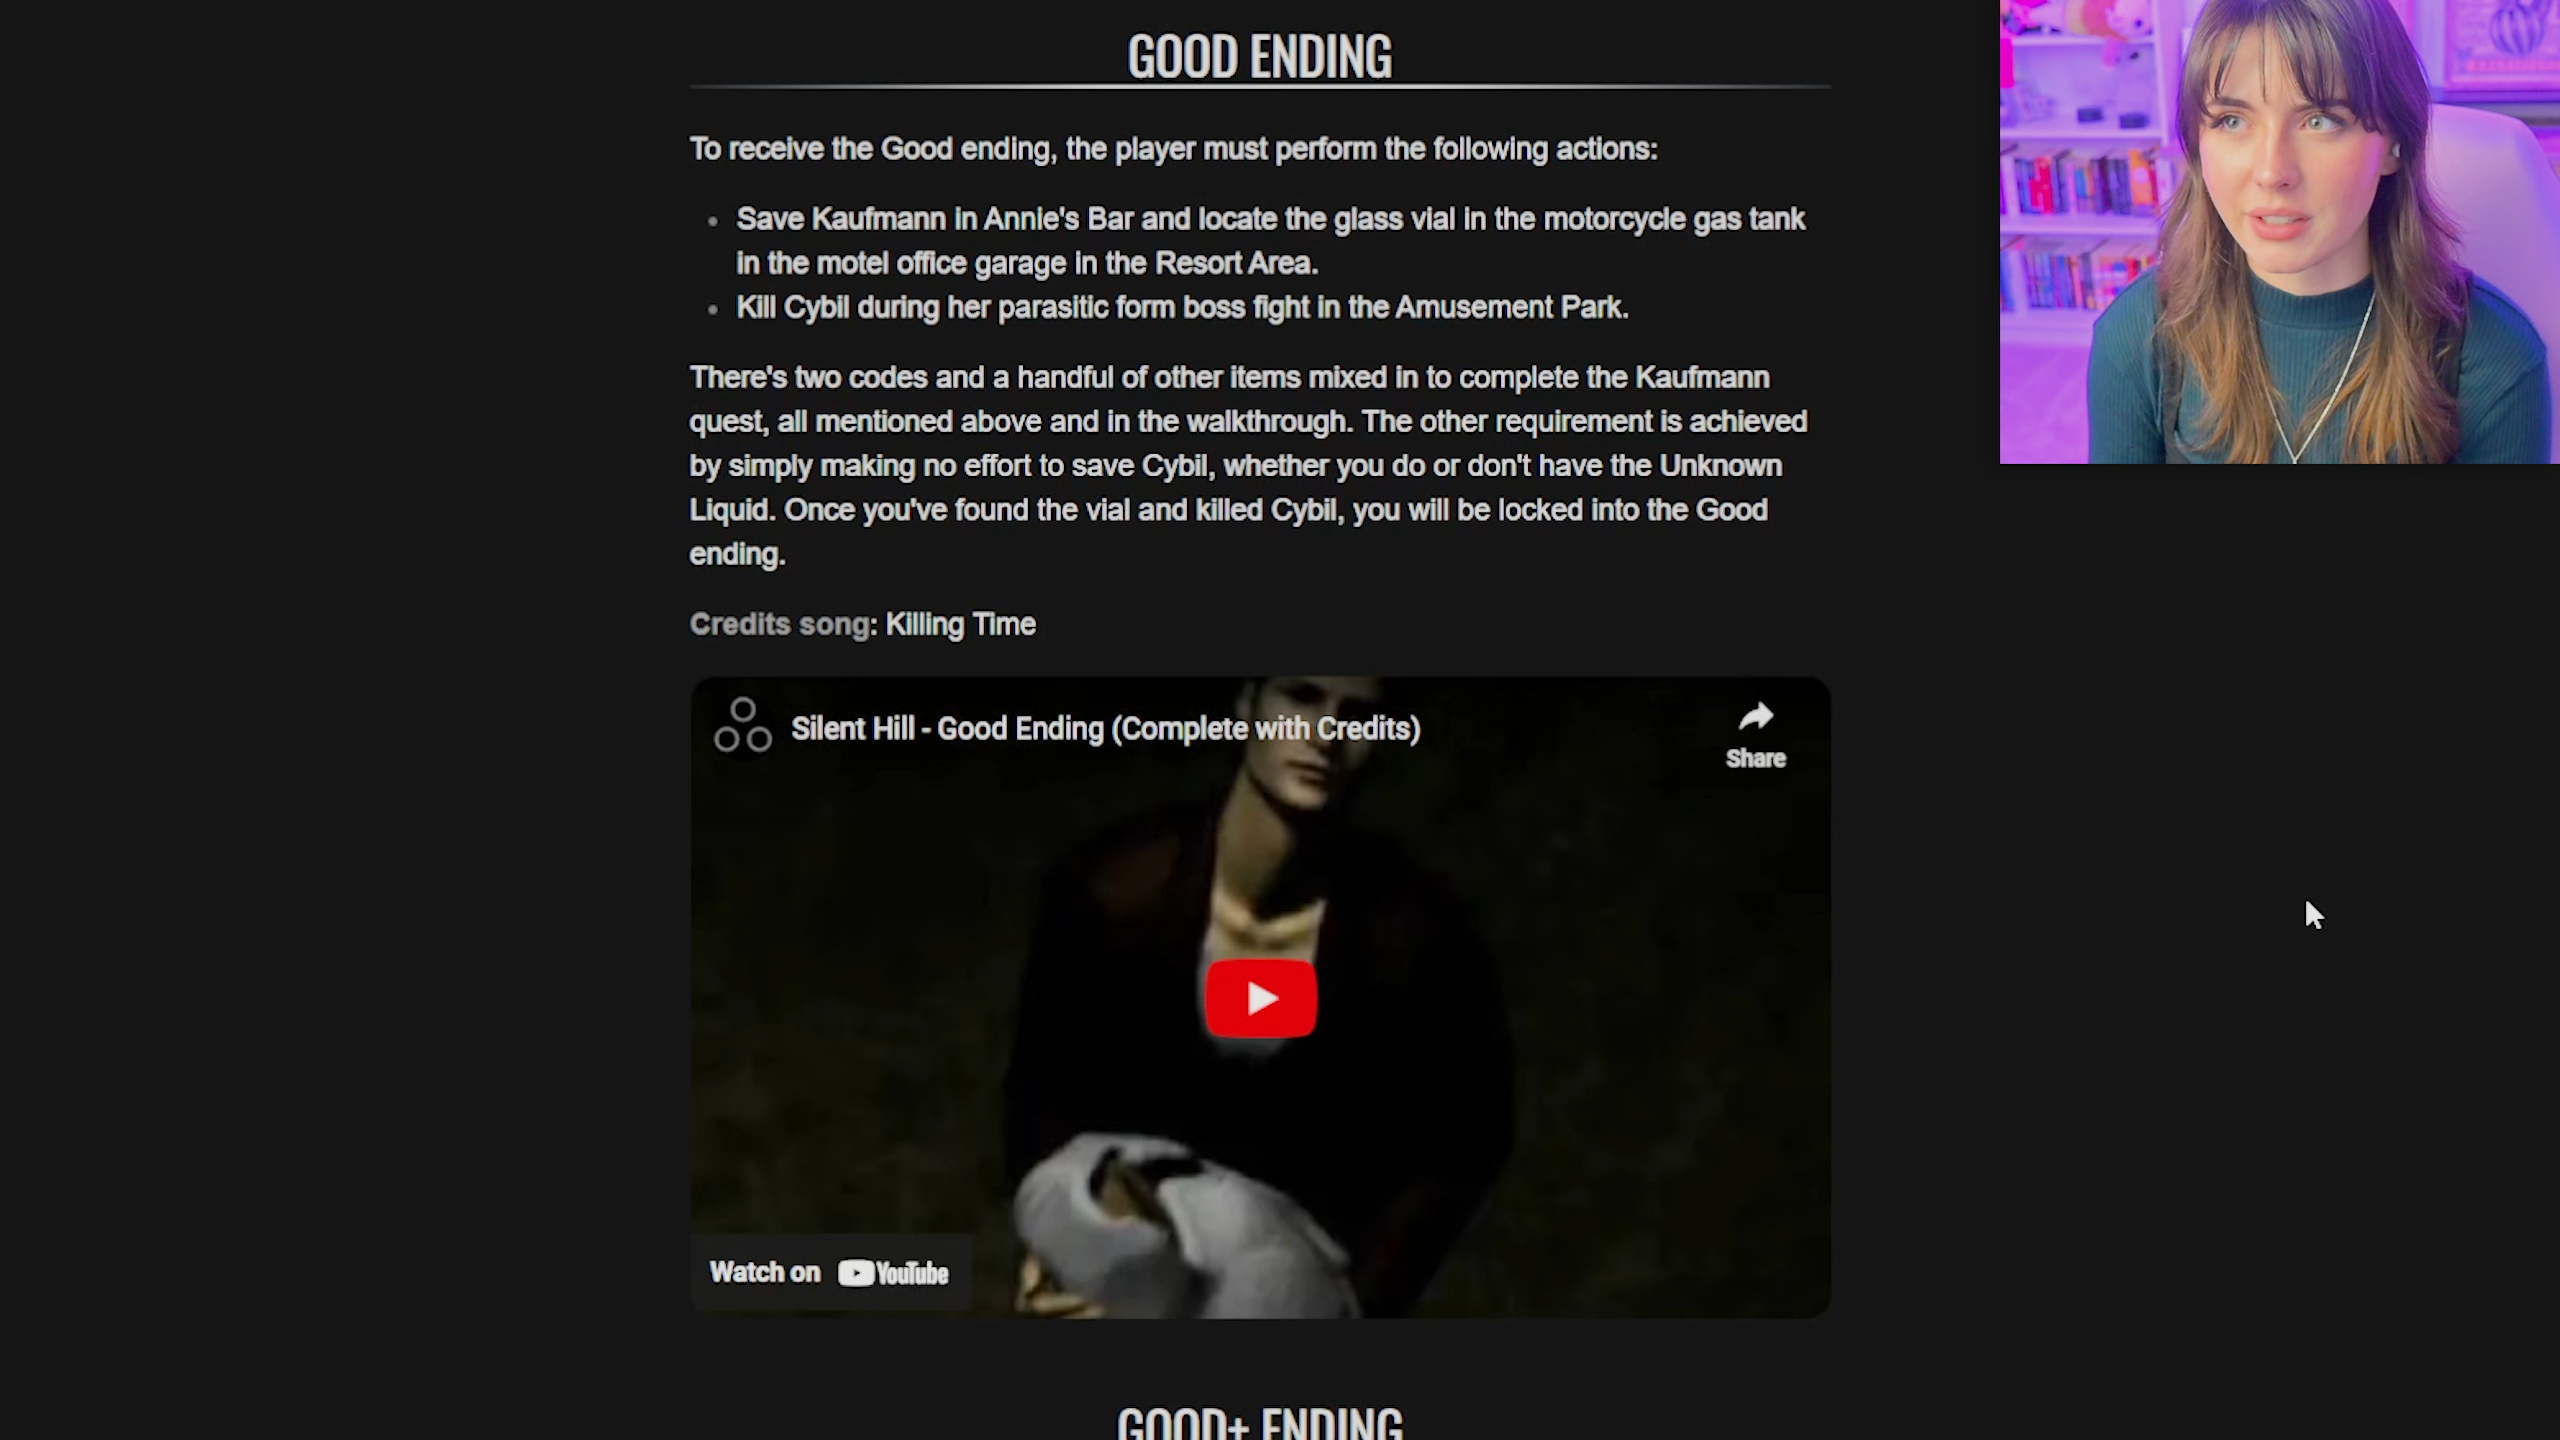 GOOD ENDING
To receive the Good ending, the player must perform the following actions:
Save Kaufmann in Annie's Bar and locate the glass vial in the motorcycle gas tank
in the motel office garage in the Resort Area.
Kill Cybil during her parasitic form boss fight in the Amusement Park.
There's two codes and a handful of other items mixed in to complete the Kaufmann
quest, all mentioned above and in the walkthrough. The other requirement is achieved
by simply making no effort to save Cybil, whether you do or don't have the Unknown
Liquid. Once you've found the vial and killed Cybil, you will be locked into the Good
ending.
Credits song: Killing Time
Silent Hill - Good Ending (Complete with Credits)
Share
Watch on YouTube
GOOD+ ENDING